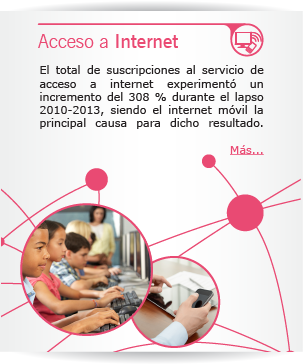 Acceso a Internet
El total de suscripciones al servicio de
acceso a internet experimentó un
incremento del 308 % durante el lapso
2010-2013, siendo el internet móvil la
principal causa para dicho resultado.
Más...